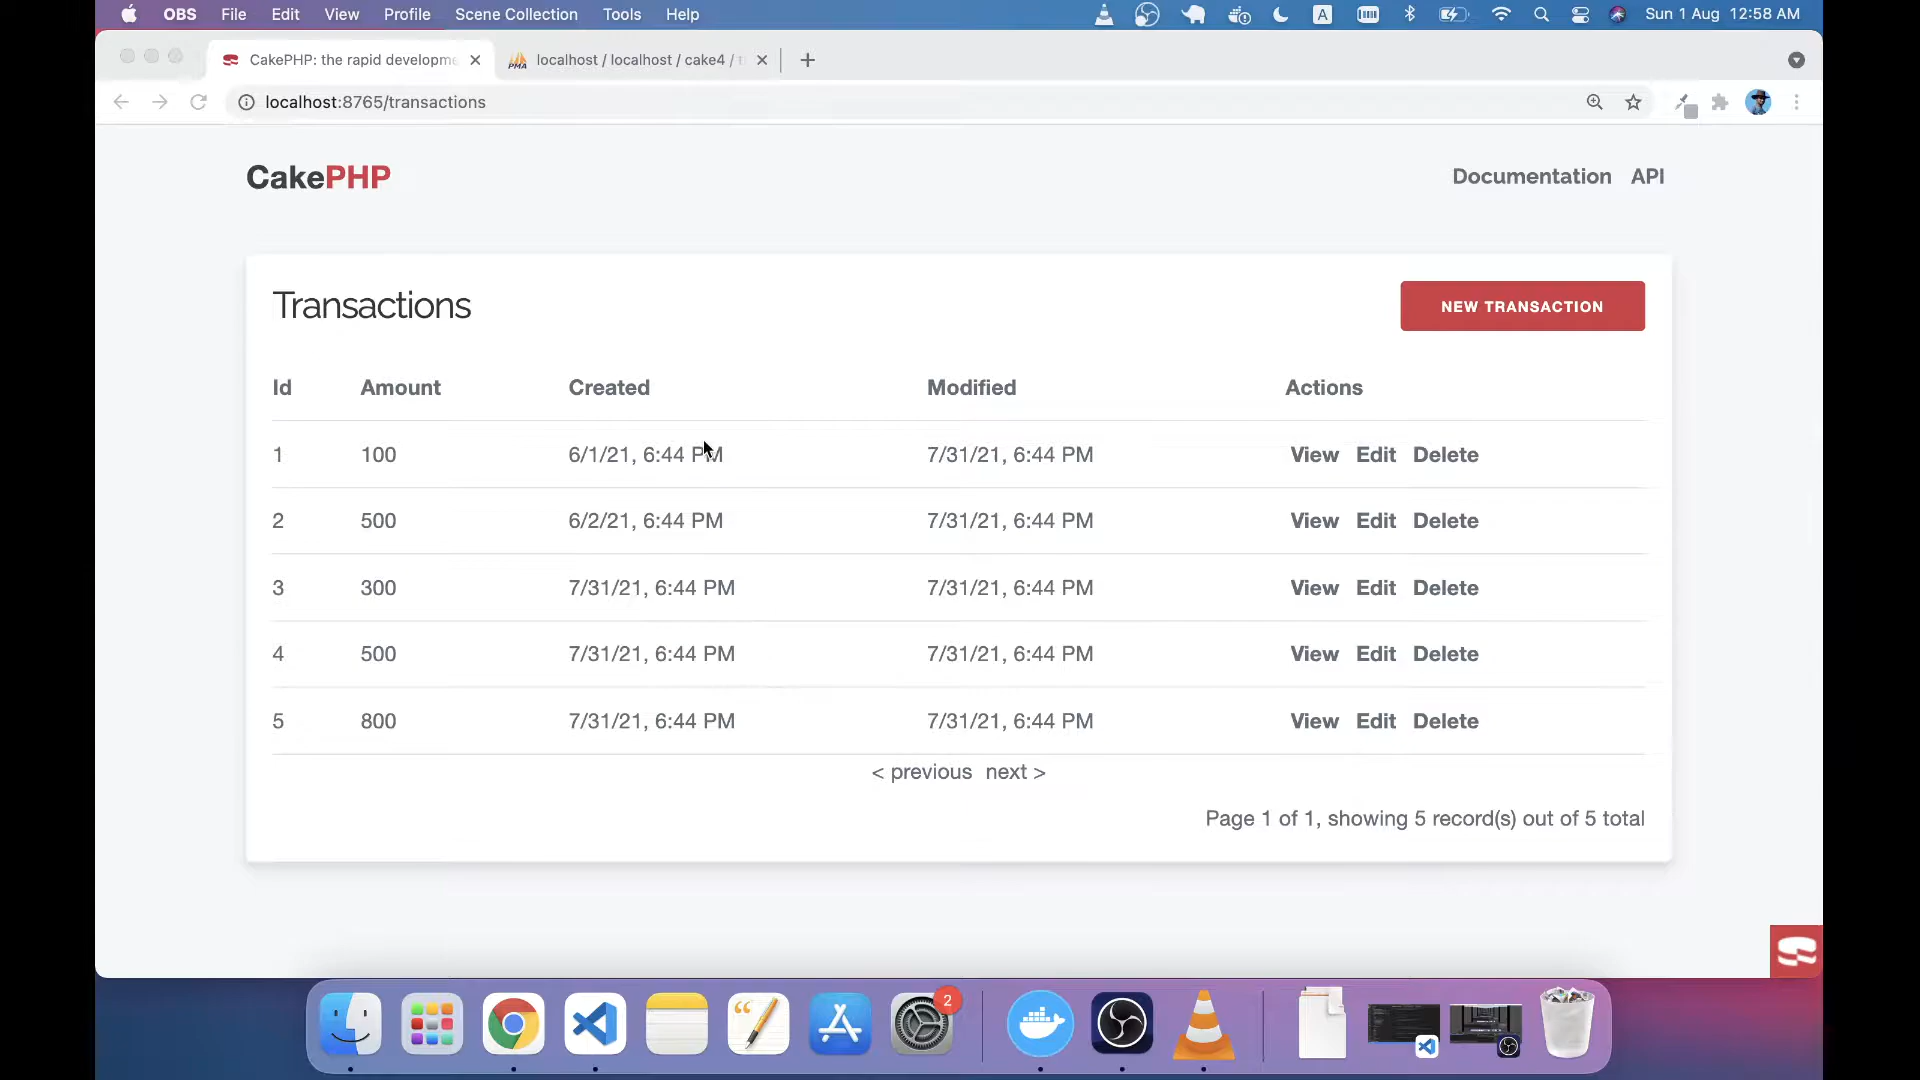 OBS File Edit View Profile Scene Collection Tools Help A Sun 1 Aug 12:58 AM
CakePHP: the rapid developme localhost / localhost / cake4 /
localhost:8765/transactions
CakePHP Documentation API
Transactions NEW TRANSACTION
Id Amount Created Modified Actions
1 100 6/1/21, 6:44 PM 7/31/21, 6:44 PM View Edit Delete
2 500 6/2/21, 6:44 PM 7/31/21, 6:44 PM View Edit Delete
3 300 7/31/21, 6:44 PM 7/31/21, 6:44 PM View Edit Delete
4 500 7/31/21, 6:44 PM 7/31/21, 6:44 PM View Edit Delete
5 800 7/31/21, 6:44 PM 7/31/21, 6:44 PM View Edit Delete
< previous next >
Page 1 of 1, showing 5 record(s) out of 5 total
2